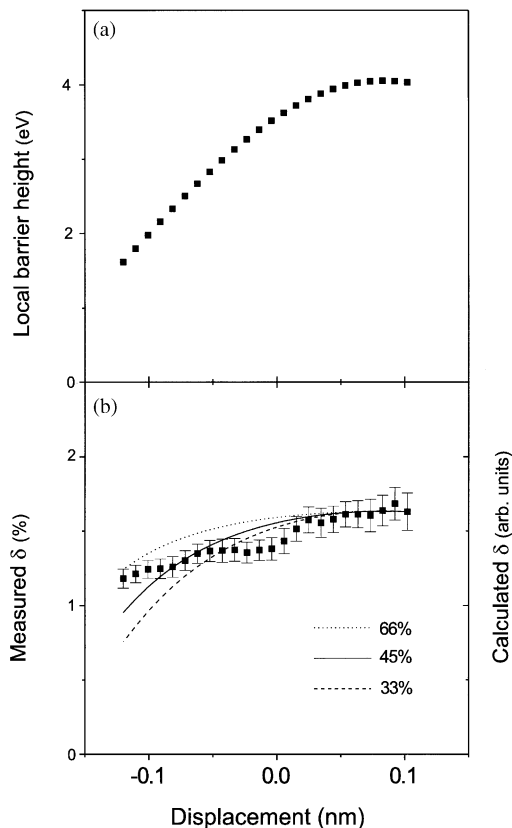 (a)
4
2
0
Local barrier height (eV)
(b)
2
1
0
Measured δ (%)
Calculated δ (arb. units)
66%
45%
33%
-0.1
0.0
0.1
Displacement (nm)